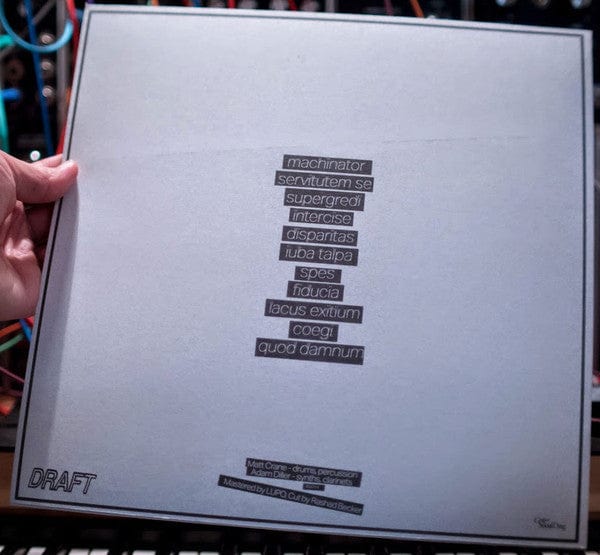 machinator
servitutem se
supergredi
intercise
disparitas
iuba talpa
spes
fiducia
lacus exitium
coegi
quod damnum
Matt Crane - drums, percussion
Adam Diller - synths, clarinets
Mastered by LUPO, Cut by Rashad Becker
DRAFT